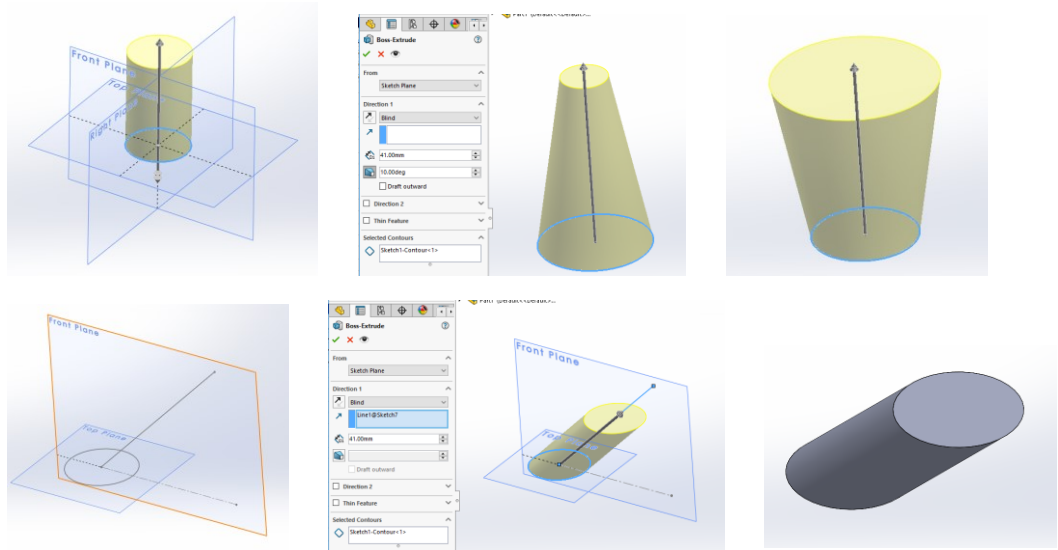 Front Plane
Top Plane
Right Plane
Boss-Extrude
From
Sketch Plane
Direction 1
Blind
41.00mm
10.00deg
Draft outward
Direction 2
Thin Feature
Selected Contours
Sketch1-Contour<1>
Front Plane
Top Plane
Boss-Extrude
From
Sketch Plane
Direction 1
Blind
Line1@Sketch7
41.00mm
Draft outward
Direction 2
Thin Feature
Selected Contours
Sketch1-Contour<1>
Front Plane